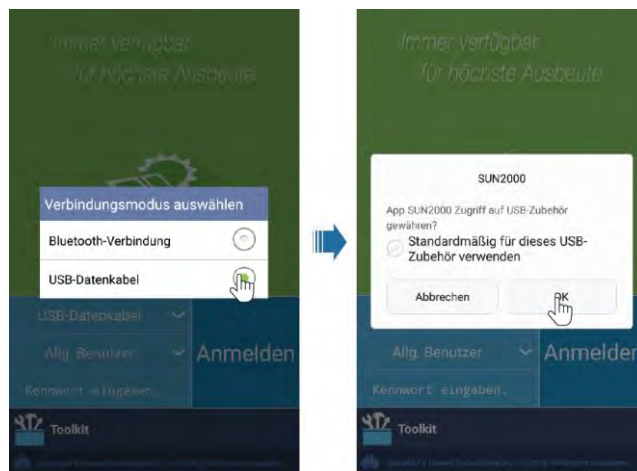 Immer verfügbar
für höchste Ausbeute
Verbindungsmodus auswählen
Bluetooth-Verbindung
USB-Datenkabel
USB-Datenkabel
Allg. Benutzer
Kennwort eingeben.
Anmelden
Toolkit
Immer verfügbar
für höchste Ausbeute
SUN2000
App SUN2000 Zugriff auf USB-Zubehör
gewähren?
Standardmäßig für dieses USB-
Zubehör verwenden
Abbrechen
OK
Allg. Benutzer
Anmelden
Kennwort eingeben.
Toolkit